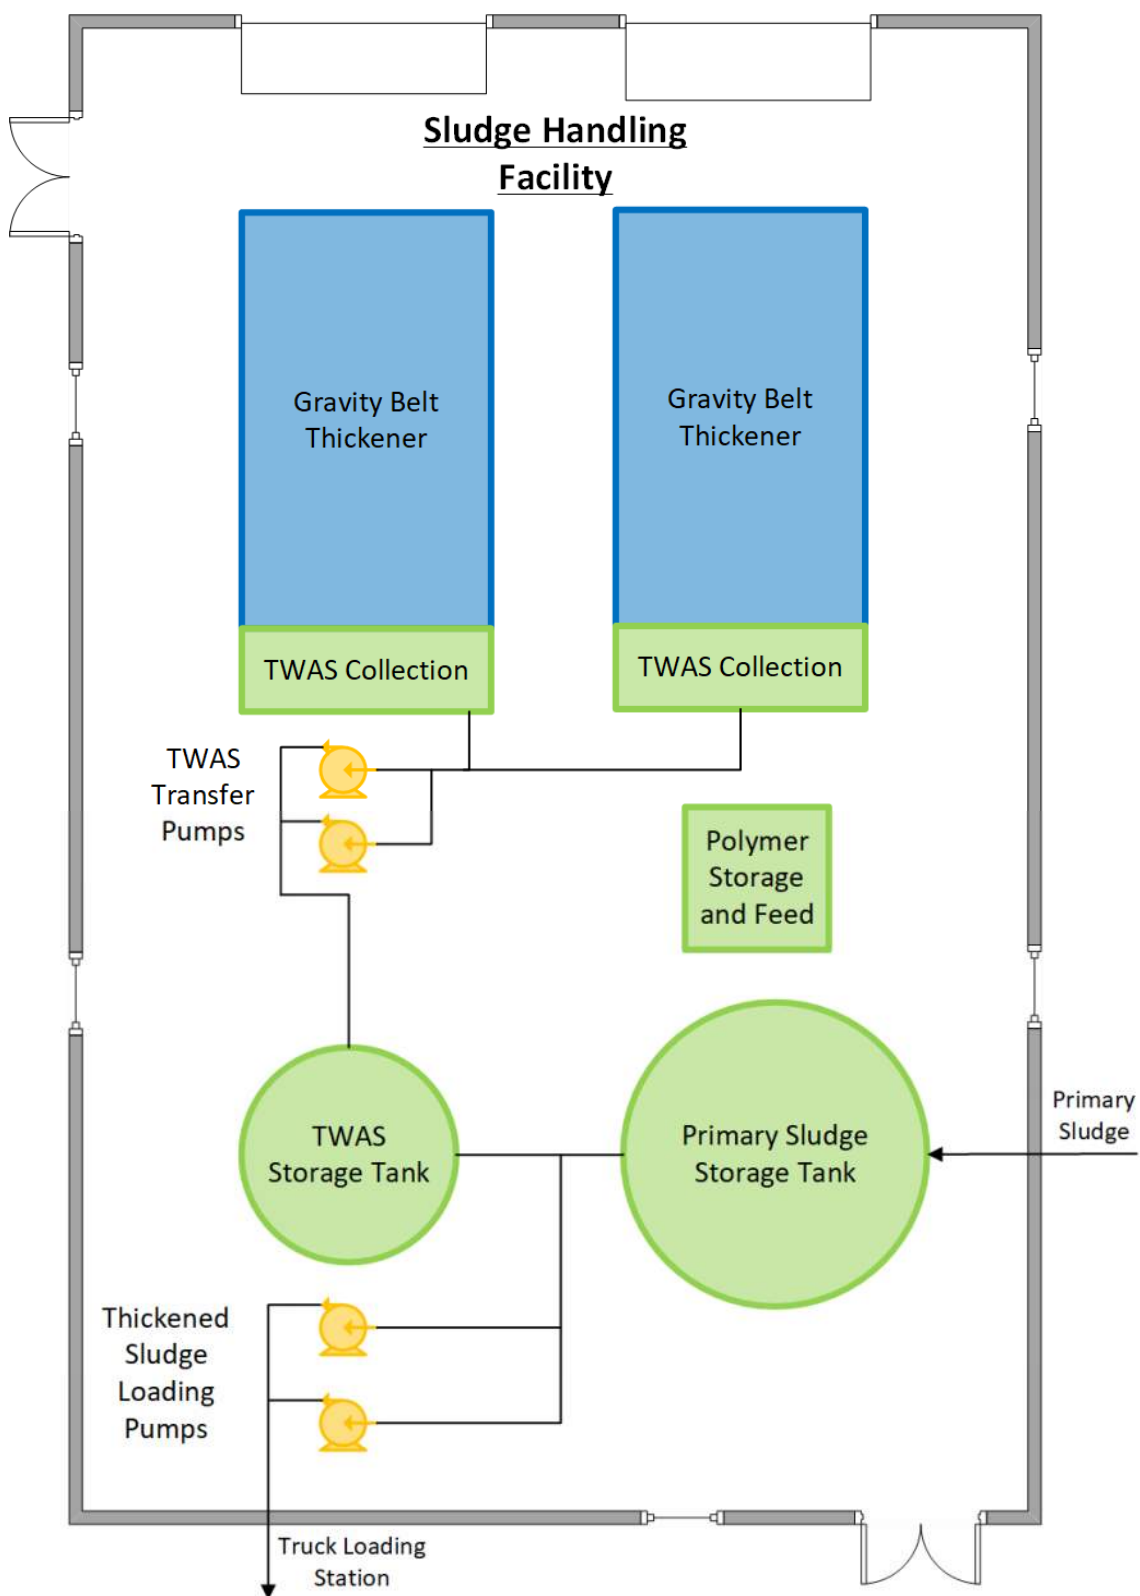 Sludge Handling
Facility
Gravity Belt
Thickener
Gravity Belt
Thickener
TWAS Collection
TWAS Collection
TWAS
Transfer
Pumps
Polymer
Storage
and Feed
TWAS
Storage Tank
Primary Sludge
Storage Tank
Primary
Sludge
Thickened
Sludge
Loading
Pumps
Truck Loading
Station